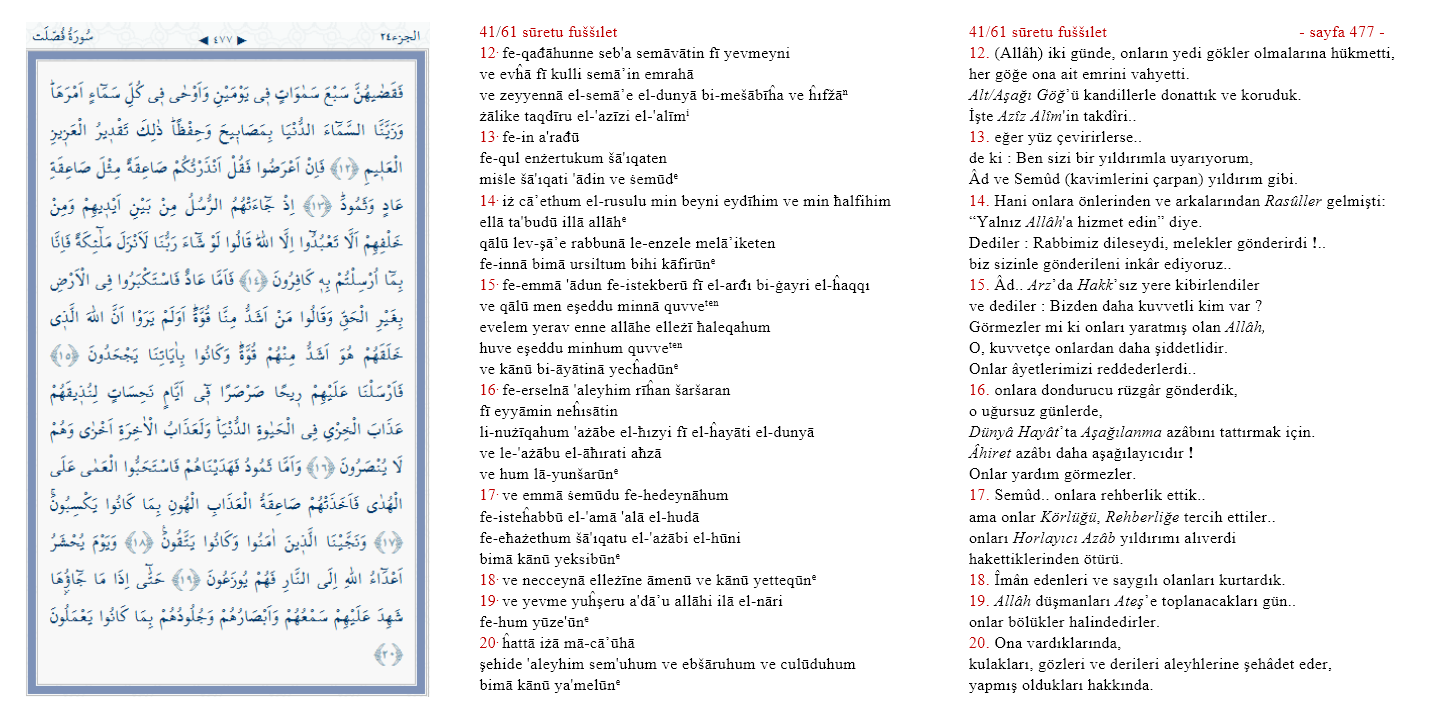 سُورَةُ فُصِّلَت
◀ ٤٧٧ ▶
الجزء٢٤
فَقَضٰيهُنَّ سَبْعَ سَمٰوَاتٍ ف۪ي يَوْمَيْنِ وَاَوْحٰى ف۪ي كُلِّ سَمَٓاءٍ اَمْرَهَاۜ
وَزَيَّنَّا السَّمَٓاءَ الدُّنْيَا بِمَصَاب۪يحَۗ وَحِفْظًاۜ ذٰلِكَ تَقْد۪يرُ الْعَز۪يزِ
الْعَل۪يمِ ﴿١٢﴾ فَاِنْ اَعْرَضُوا فَقُلْ اَنْذَرْتُكُمْ صَاعِقَةً مِثْلَ صَاعِقَةِ
عَادٍ وَثَمُودَۜ ﴿١٣﴾ اِذْ جَٓاءَتْهُمُ الرُّسُلُ مِنْ بَيْنِ اَيْد۪يهِمْ وَمِنْ
خَلْفِهِمْ اَلَّا تَعْبُدُٓوا اِلَّا اللّٰهَۜ قَالُوا لَوْ شَٓاءَ رَبُّنَا لَاَنْزَلَ مَلٰٓئِكَةً فَاِنَّا
بِمَٓا اُرْسِلْتُمْ بِه۪ كَافِرُونَ ﴿١٤﴾ فَاَمَّا عَادٌ فَاسْتَكْبَرُوا فِي الْاَرْضِ
بِغَيْرِ الْحَقِّ وَقَالُوا مَنْ اَشَدُّ مِنَّا قُوَّةًۜ اَوَلَمْ يَرَوْا اَنَّ اللّٰهَ الَّذ۪ي
خَلَقَهُمْ هُوَ اَشَدُّ مِنْهُمْ قُوَّةًۜ وَكَانُوا بِاٰيَاتِنَا يَجْحَدُونَ ﴿١٥﴾
فَاَرْسَلْنَا عَلَيْهِمْ ر۪يحًا صَرْصَرًا ف۪ٓي اَيَّامٍ نَحِسَاتٍ لِنُذ۪يقَهُمْ
عَذَابَ الْخِزْيِ فِي الْحَيٰوةِ الدُّنْيَاۜ وَلَعَذَابُ الْاٰخِرَةِ اَخْزٰى وَهُمْ
لَا يُنْصَرُونَ ﴿١٦﴾ وَاَمَّا ثَمُودُ فَهَدَيْنَاهُمْ فَاسْتَحَبُّوا الْعَمٰى عَلَى
الْهُدٰى فَاَخَذَتْهُمْ صَاعِقَةُ الْعَذَابِ الْهُونِ بِمَا كَانُوا يَكْسِبُونَۚ
﴿١٧﴾ وَنَجَّيْنَا الَّذ۪ينَ اٰمَنُوا وَكَانُوا يَتَّقُونَ۟ ﴿١٨﴾ وَيَوْمَ يُحْشَرُ
اَعْدَٓاءُ اللّٰهِ اِلَى النَّارِ فَهُمْ يُوزَعُونَ ﴿١٩﴾ حَتّٰٓى اِذَا مَا جَٓاؤُ۫هَا
شَهِدَ عَلَيْهِمْ سَمْعُهُمْ وَاَبْصَارُهُمْ وَجُلُودُهُمْ بِمَا كَانُوا يَعْمَلُونَ
﴿٢٠﴾
41/61 sūretu fuššılet
12. fe-qađāhunne seb'a semāvātin fī yevmeyni
ve evĥā fī kulli semā’in emrahā
ve zeyyennā el-semā’e el-dunyā bi-mešābīĥa ve ĥıfžāⁿ
żālike taqdīru el-'azīzi el-'alīmⁱ
13. fe-in a'rađū
fe-qul enżertukum šā'ıqaten
miśle šā'ıqati 'ādin ve śemūdᵉ
14. iż cā’ethum el-rusulu min beyni eydīhim ve min ħalfihim
ellā ta'budū illā allāhᵉ
qālū lev-şā’e rabbunā le-enzele melā’iketen
fe-innā bimā ursiltum bihi kāfirūnᵉ
15. fe-emmā 'ādun fe-istekberū fī el-arđı bi-ġayri el-ĥaqqı
ve qālū men eşeddu minnā quvveᵗᵉⁿ
evelem yerav enne allāhe elleżī ħaleqahum
huve eşeddu minhum quvveᵗᵉⁿ
ve kānū bi-āyātinā yecĥadūnᵉ
16. fe-erselnā 'aleyhim rīĥan šaršaran
fī eyyāmin neĥısātin
li-nużīqahum 'ażābe el-ħızyi fī el-ĥayāti el-dunyā
ve le-'ażābu el-āħırati aħzā
ve hum lā-yunšarūnᵉ
17. ve emmā śemūdu fe-hedeynāhum
fe-isteĥabbū el-'amā 'alā el-hudā
fe-eħażethum šā'ıqatu el-'ażābi el-hūni
bimā kānū yeksibūnᵉ
18. ve necceynā elleżīne āmenū ve kānū yetteqūnᵉ
19. ve yevme yuĥşeru a'dā’u allāhi ilā el-nāri
fe-hum yūze'ūnᵉ
20. ĥattā iżā mā-cā’ūhā
şehide 'aleyhim sem'uhum ve ebšāruhum ve culūduhum
bimā kānū ya'melūnᵉ
41/61 sūretu fuššılet - sayfa 477 -
12. (Allâh) iki günde, onların yedi gökler olmalarına hükmetti,
her göğe ona ait emrini vahyetti.
Alt/Aşağı Göğ’ü kandillerle donattık ve koruduk.
İşte Azîz Alîm'in takdîri..
13. eğer yüz çevirirlerse..
de ki : Ben sizi bir yıldırımla uyarıyorum,
Âd ve Semûd (kavimlerini çarpan) yıldırım gibi.
14. Hani onlara önlerinden ve arkalarından Rasûller gelmişti:
“Yalnız Allâh'a hizmet edin” diye.
Dediler : Rabbimiz dileseydi, melekler gönderirdi !..
biz sizinle gönderileni inkâr ediyoruz..
15. Âd.. Arz’da Hakk’sız yere kibirlendiler
ve dediler : Bizden daha kuvvetli kim var ?
Görmezler mi ki onları yaratmış olan Allâh,
O, kuvvetçe onlardan daha şiddetlidir.
Onlar âyetlerimizi reddederlerdi..
16. onlara dondurucu rüzgâr gönderdik,
o uğursuz günlerde,
Dünyâ Hayât’ta Aşağılanma azâbını tattırmak için.
Âhiret azâbı daha aşağılayıcıdır !
Onlar yardım görmezler.
17. Semûd.. onlara rehberlik ettik..
ama onlar Körlüğü, Rehberliğe tercih ettiler..
onları Horlayıcı Azâb yıldırımı alıverdi
hakettiklerinden ötürü.
18. Îmân edenleri ve saygılı olanları kurtardık.
19. Allâh düşmanları Ateş’e toplanacakları gün..
onlar bölükler halindedirler.
20. Ona vardıklarında,
kulakları, gözleri ve derileri aleyhlerine şehâdet eder,
yapmış oldukları hakkında.